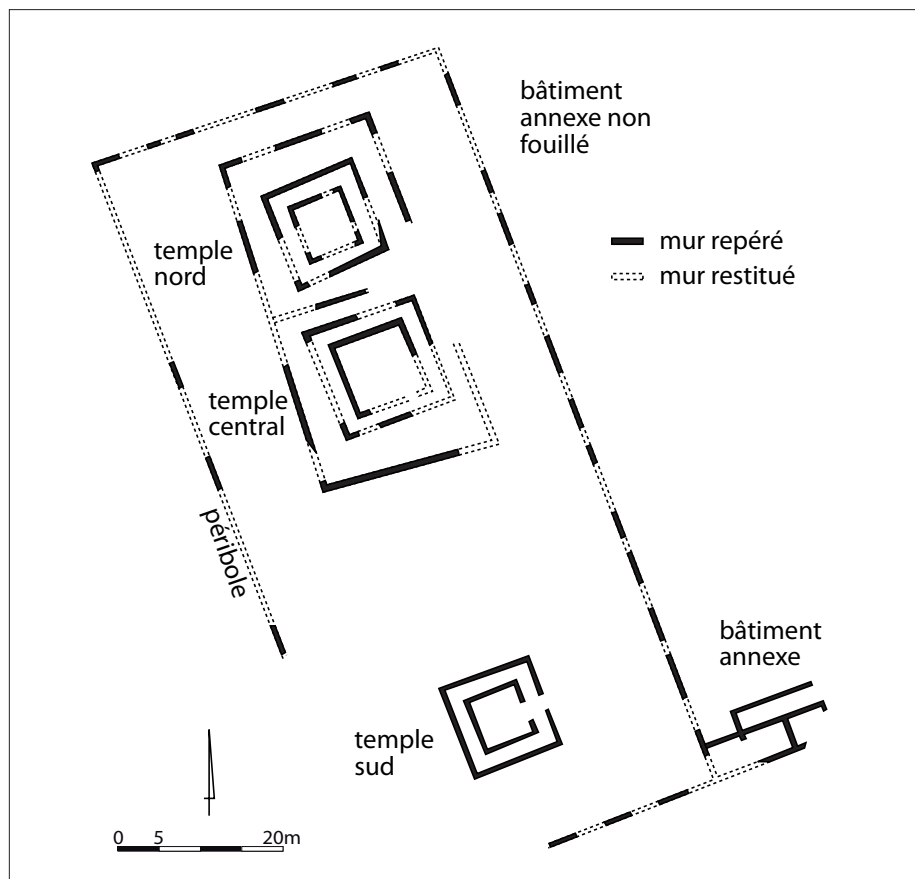 bâtiment
annexe non
fouillé
mur repéré
mur restitué
temple
nord
temple
central
péribole
bâtiment
annexe
temple
sud
0 5 20m